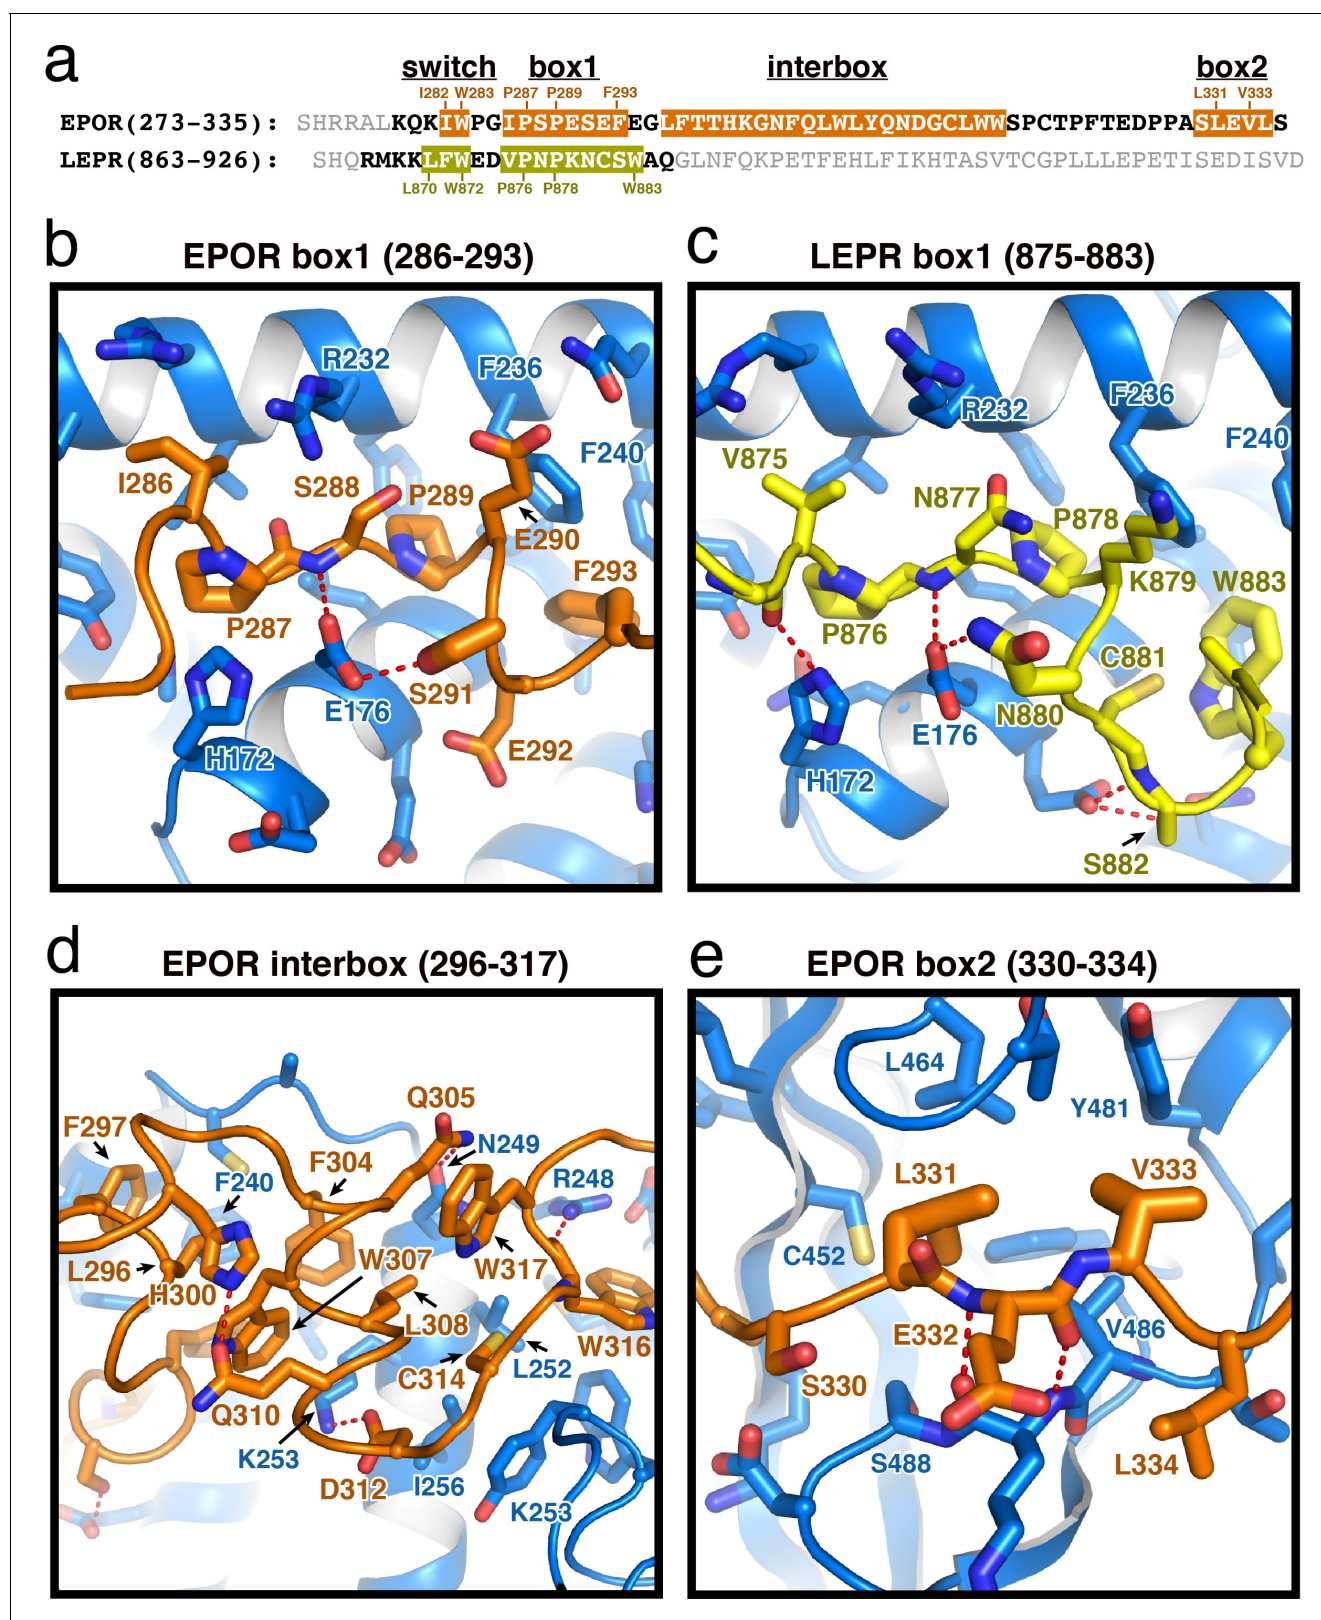 a
switch box1 interbox box2
I282 W283 P287 P289 F293 L331 V333
EPOR(273-335): SHRRALKQKIWPGIPSPESEFEGLFTTHKGNFQLWLYQNDGCLWWSPCTPFTEDPPASLEVLS
LEPR(863-926): SHQRMKKLFWEDVPNPKNCSWAQGLNFQKPETFEHLFIKHTASVTCGPLLLEPETISEDISVD
L870 W872 P876 P878 W883
b
EPOR box1 (286-293)
R232
F236
F240
I286
S288
P289
E290
F293
P287
S291
E176
H172
E292
c
LEPR box1 (875-883)
F236
R232
F240
V875
N877
P878
K879
W883
P876
C881
N880
E176
H172
S882
d
EPOR interbox (296-317)
Q305
F297
N249
F304
F240
R248
W307
L296
W317
H300
L308
W316
L252
C314
Q310
K253
D312
I256
K253
e
EPOR box2 (330-334)
L464
Y481
L331
V333
C452
E332
V486
S330
S488
L334